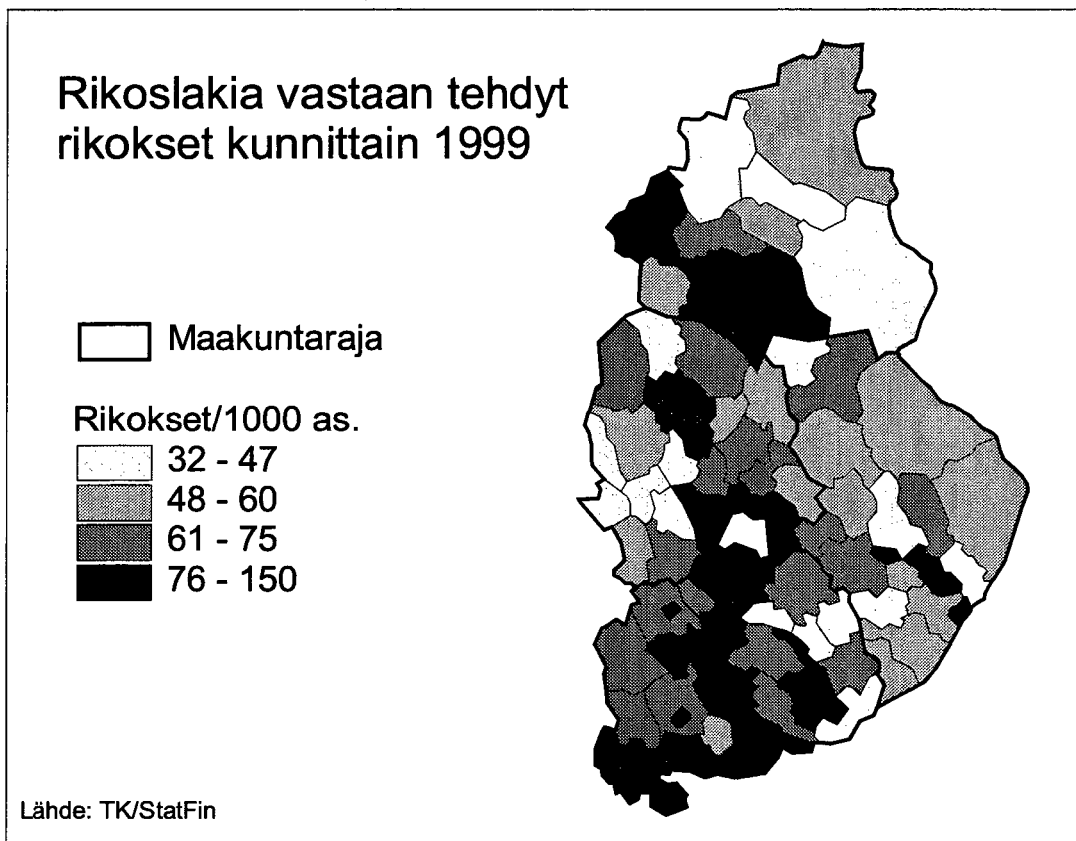 Rikoslakia vastaan tehdyt
rikokset kunnittain 1999
Maakuntaraja
Rikokset/1000 as.
32 - 47
48 - 60
61 - 75
76 - 150
Lähde: TK/StatFin